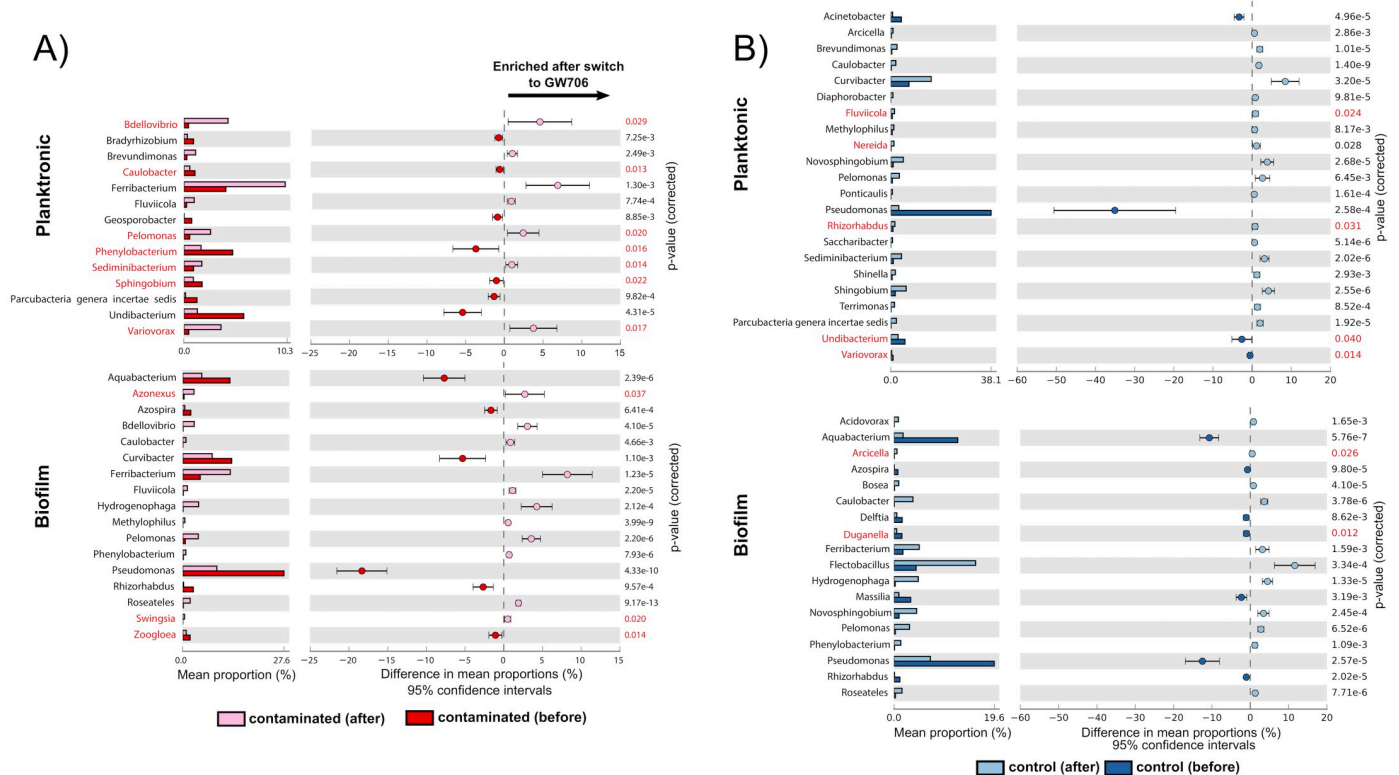 A)
Enriched after switch
to GW706
Planktronic
Bdellovibrio 0.029
Bradyrhizobium 7.25e-3
Brevundimonas 2.49e-3
Caulobacter 0.013
Ferribacterium 1.30e-3
Fluviicola 7.74e-4
Geosporobacter 8.85e-3
Pelomonas 0.020
Phenylobacterium 0.016
Sediminibacterium 0.014
Sphingobium 0.022
Parcubacteria genera incertae sedis 9.82e-4
Undibacterium 4.31e-5
Variovorax 0.017
p-value (corrected)
0.0 10.3 −25 −20 −15 −10 −5 0 5 10 15
Biofilm
Aquabacterium 2.39e-6
Azonexus 0.037
Azospira 6.41e-4
Bdellovibrio 4.10e-5
Caulobacter 4.66e-3
Curvibacter 1.10e-3
Ferribacterium 1.23e-5
Fluviicola 2.20e-5
Hydrogenophaga 2.12e-4
Methylophilus 3.99e-9
Pelomonas 2.20e-6
Phenylobacterium 7.93e-6
Pseudomonas 4.33e-10
Rhizorhabdus 9.57e-4
Roseateles 9.17e-13
Swingsia 0.020
Zoogloea 0.014
p-value (corrected)
0.0 27.6 −25 −20 −15 −10 −5 0 5 10 15
Mean proportion (%) Difference in mean proportions (%)
95% confidence intervals
contaminated (after) contaminated (before)
B)
Planktonic
Acinetobacter 4.96e-5
Arcicella 2.86e-3
Brevundimonas 1.01e-5
Caulobacter 1.40e-9
Curvibacter 3.20e-5
Diaphorobacter 9.81e-5
Fluviicola 0.024
Methylophilus 8.17e-3
Nereida 0.028
Novosphingobium 2.68e-5
Pelomonas 6.45e-3
Ponticaulis 1.61e-4
Pseudomonas 2.58e-4
Rhizorhabdus 0.031
Saccharibacter 5.14e-6
Sediminibacterium 2.02e-6
Shinella 2.93e-3
Shingobium 2.55e-6
Terrimonas 8.52e-4
Parcubacteria genera incertae sedis 1.92e-5
Undibacterium 0.040
Variovorax 0.014
p-value (corrected)
0.0 38.1 −60 −50 −40 −30 −20 −10 0 10 20
Biofilm
Acidovorax 1.65e-3
Aquabacterium 5.76e-7
Arcicella 0.026
Azospira 9.80e-5
Bosea 4.10e-5
Caulobacter 3.78e-6
Delftia 8.62e-3
Duganella 0.012
Ferribacterium 1.59e-3
Flectobacillus 3.34e-4
Hydrogenophaga 1.33e-5
Massilia 3.19e-3
Novosphingobium 2.45e-4
Pelomonas 6.52e-6
Phenylobacterium 1.09e-3
Pseudomonas 2.57e-5
Rhizorhabdus 2.02e-5
Roseateles 7.71e-6
p-value (corrected)
0.0 19.6 −60 −50 −40 −30 −20 −10 0 10 20
Mean proportion (%) Difference in mean proportions (%)
95% confidence intervals
control (after) control (before)